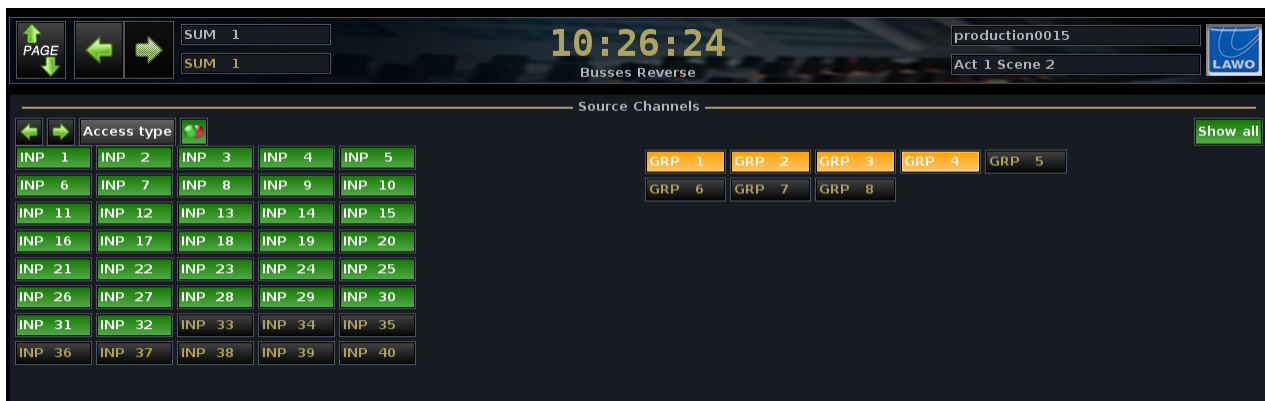 PAGE
SUM 1
SUM 1
10:26:24
Busses Reverse
production0015
Act 1 Scene 2
LAWO
Source Channels
Access type
Show all
INP 1 INP 2 INP 3 INP 4 INP 5
GRP 1 GRP 2 GRP 3 GRP 4 GRP 5
INP 6 INP 7 INP 8 INP 9 INP 10
GRP 6 GRP 7 GRP 8
INP 11 INP 12 INP 13 INP 14 INP 15
INP 16 INP 17 INP 18 INP 19 INP 20
INP 21 INP 22 INP 23 INP 24 INP 25
INP 26 INP 27 INP 28 INP 29 INP 30
INP 31 INP 32 INP 33 INP 34 INP 35
INP 36 INP 37 INP 38 INP 39 INP 40